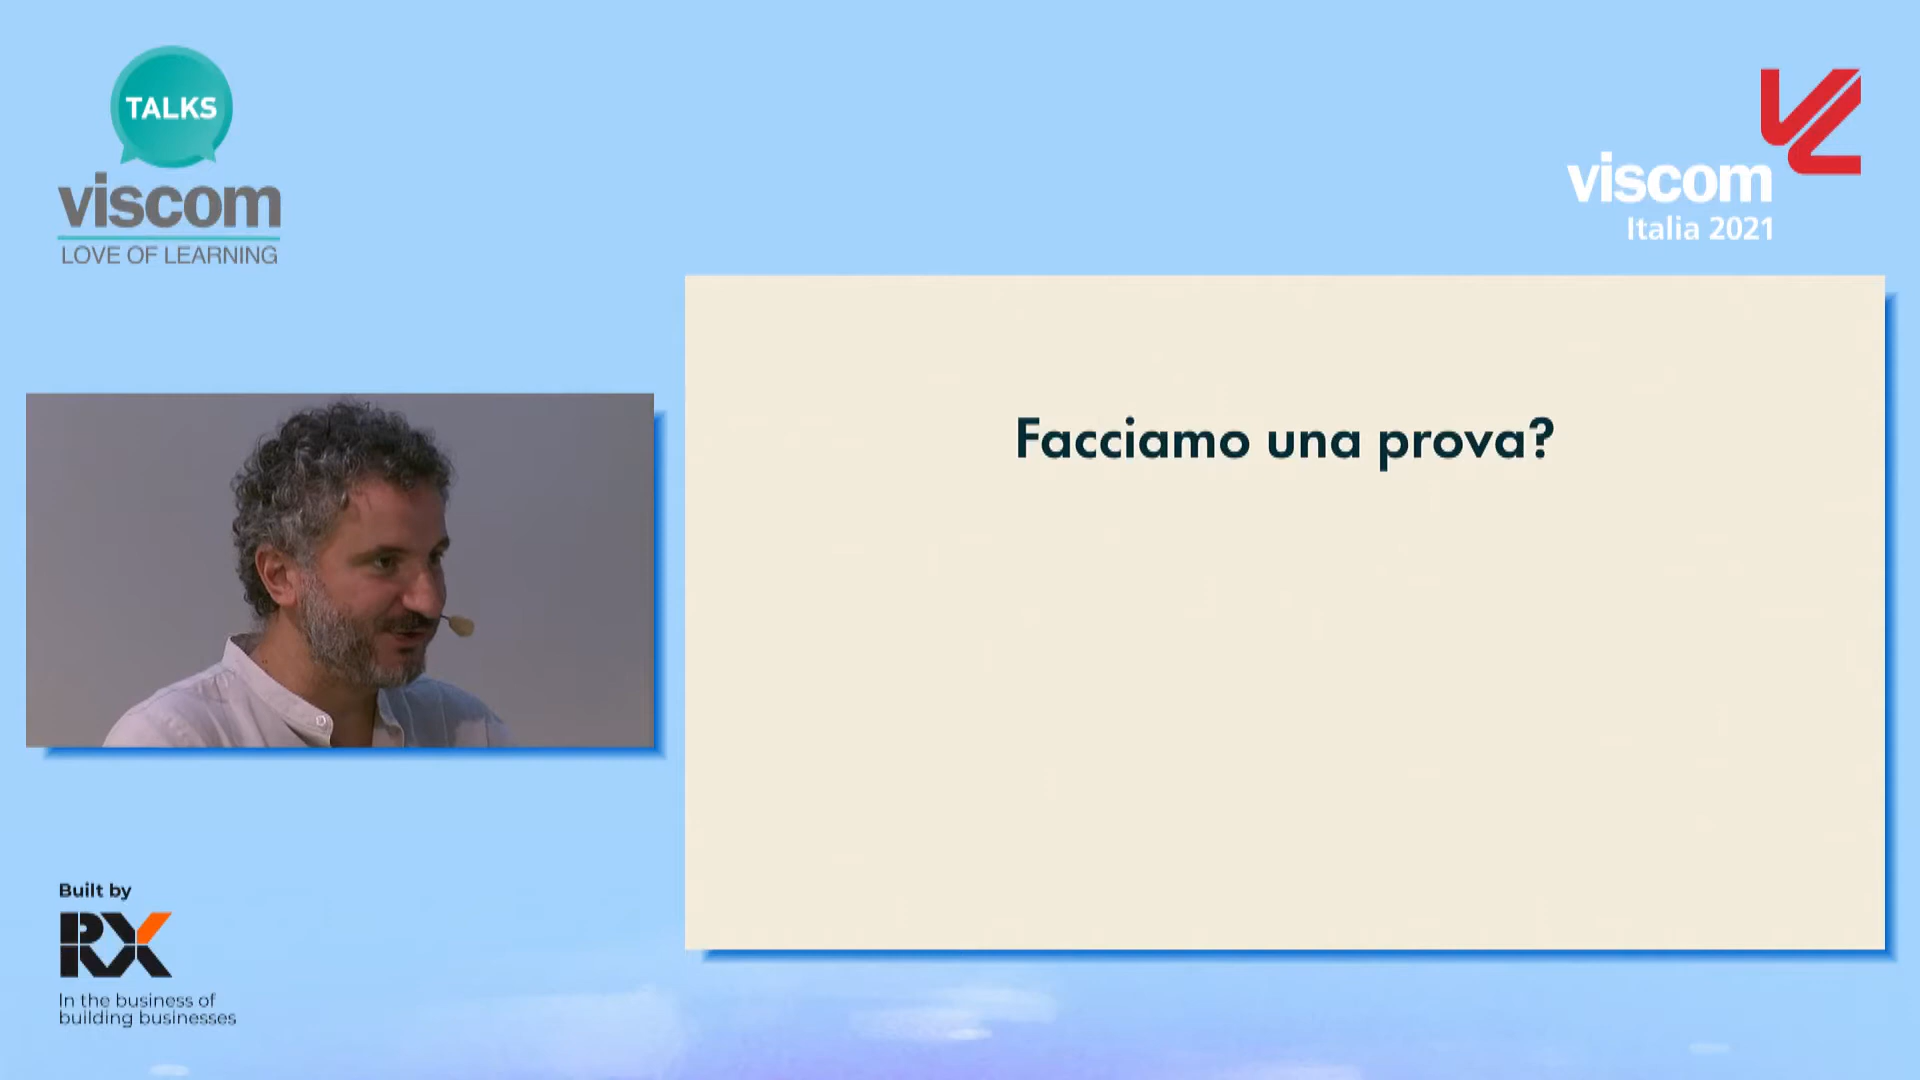 TALKS
viscom
LOVE OF LEARNING
viscom
Italia 2021
Facciamo una prova?
Built by
RX
In the business of
building businesses